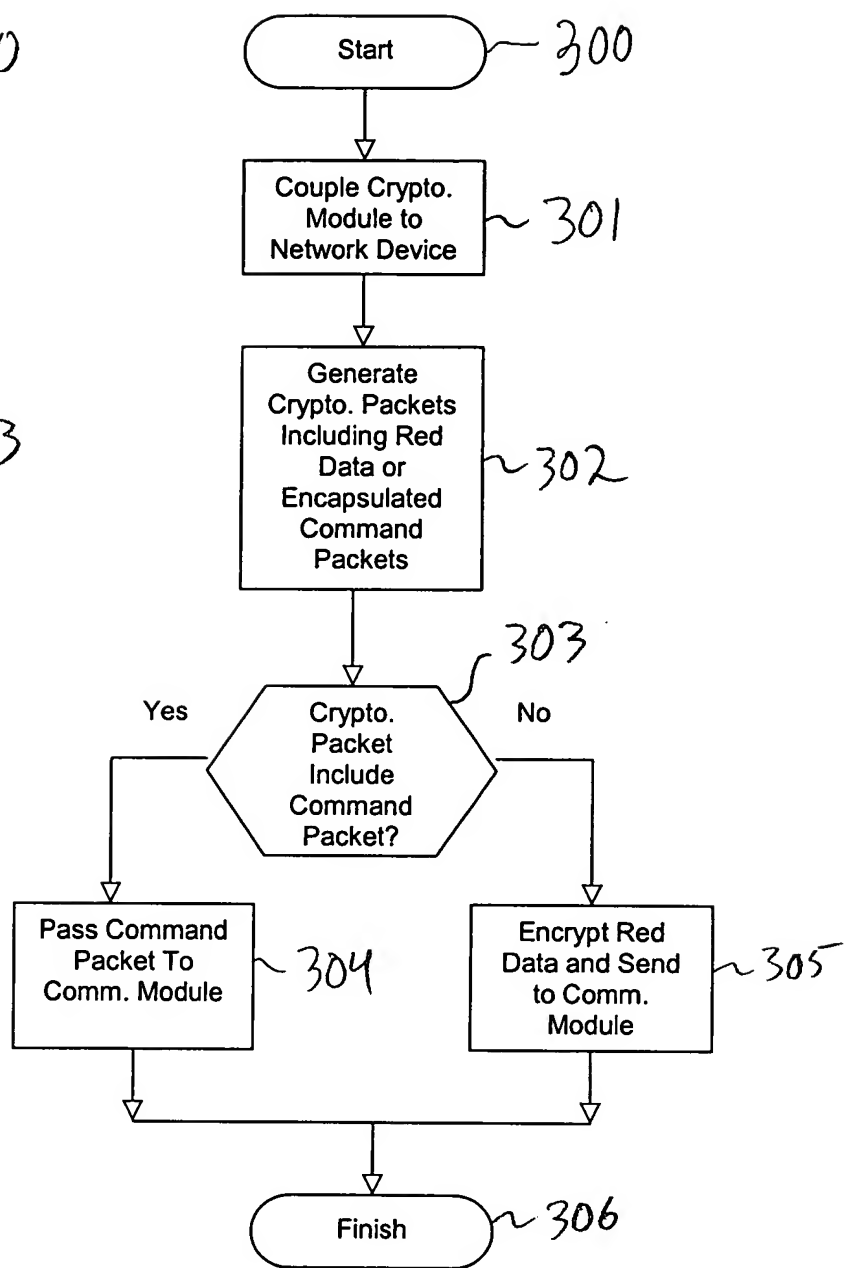 Start
300
Couple Crypto.
Module to
Network Device
301
Generate
Crypto. Packets
Including Red
Data or
Encapsulated
Command
Packets
302
303
Yes
Crypto.
Packet
Include
Command
Packet?
No
Pass Command
Packet To
Comm. Module
304
Encrypt Red
Data and Send
to Comm.
Module
305
Finish
306